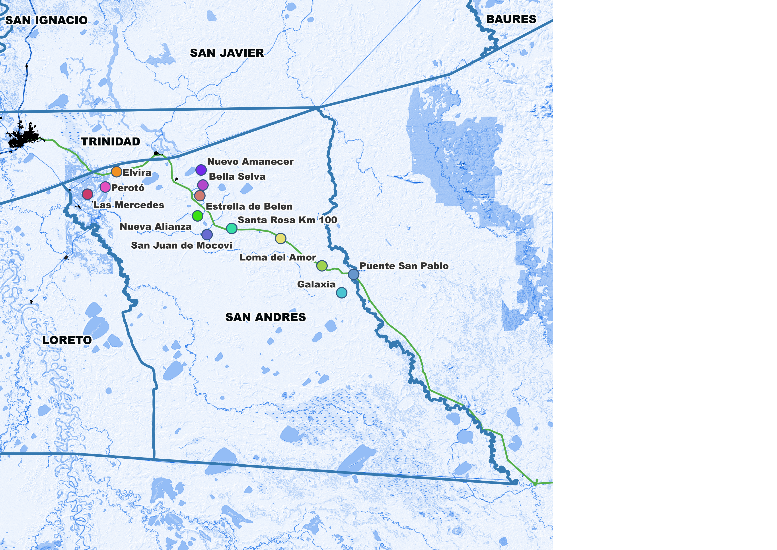 SAN IGNACIO
BAURES
SAN JAVIER
TRINIDAD
Nuevo Amanecer
Elvira
Bella Selva
Perotó
Las Mercedes
Estrella de Belen
Santa Rosa Km 100
Nueva Alianza
San Juan de Mocovi
Loma del Amor
Puente San Pablo
Galaxia
SAN ANDRES
LORETO